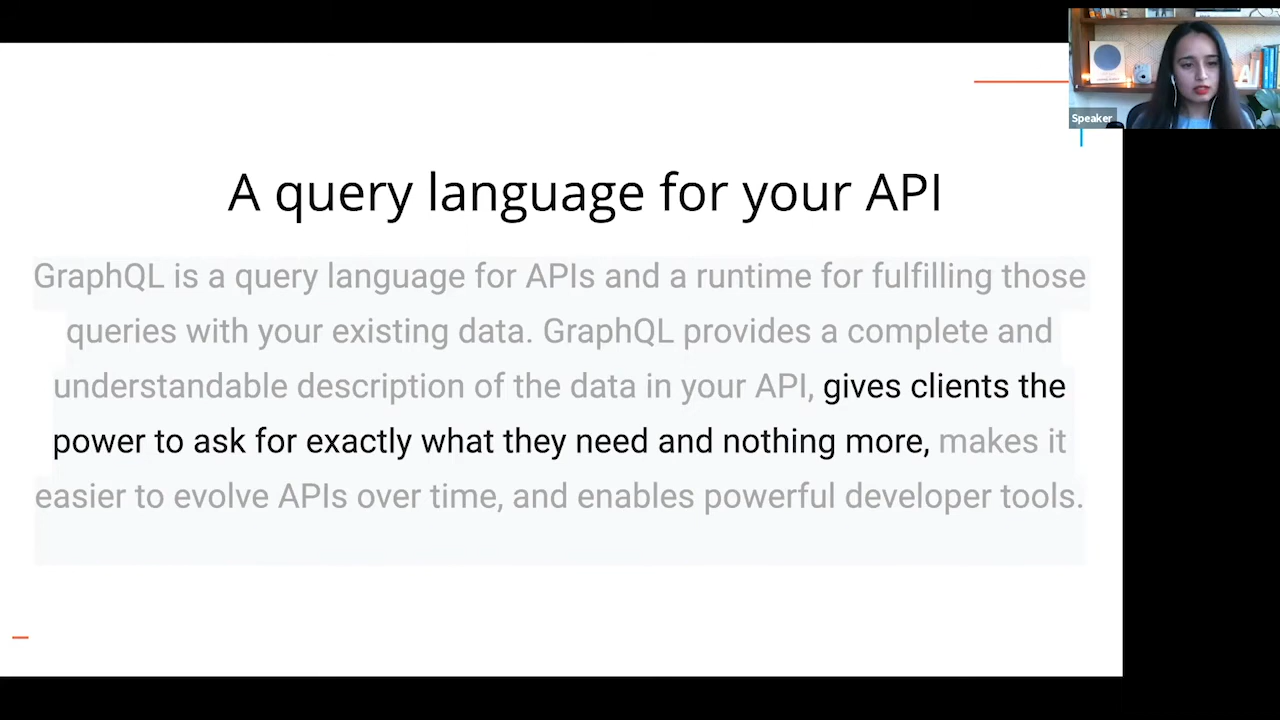 Speaker
A query language for your API
GraphQL is a query language for APIs and a runtime for fulfilling those
queries with your existing data. GraphQL provides a complete and
understandable description of the data in your API, gives clients the
power to ask for exactly what they need and nothing more, makes it
easier to evolve APIs over time, and enables powerful developer tools.